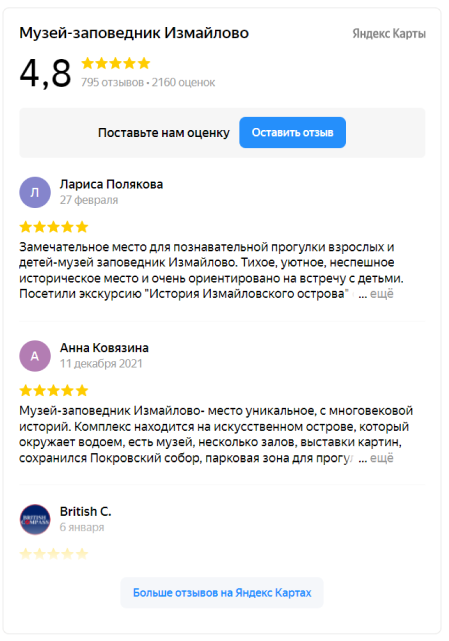 Музей-заповедник Измайлово
Яндекс Карты
4,8
795 отзывов • 2160 оценок
Поставьте нам оценку
Оставить отзыв
Л
Лариса Полякова
27 февраля
Замечательное место для познавательной прогулки взрослых и
детей-музей заповедник Измайлово. Тихое, уютное, неспешное
историческое место и очень ориентировано на встречу с детьми.
Посетили экскурсию "История Измайловского острова" ... ещё
А
Анна Ковязина
11 декабря 2021
Музей-заповедник Измайлово- место уникальное, с многовековой
историй. Комплекс находится на искусственном острове, который
окружает водоем, есть музей, несколько залов, выставки картин,
сохранился Покровский собор, парковая зона для прогу ... ещё
British C.
6 января
Больше отзывов на Яндекс Картах